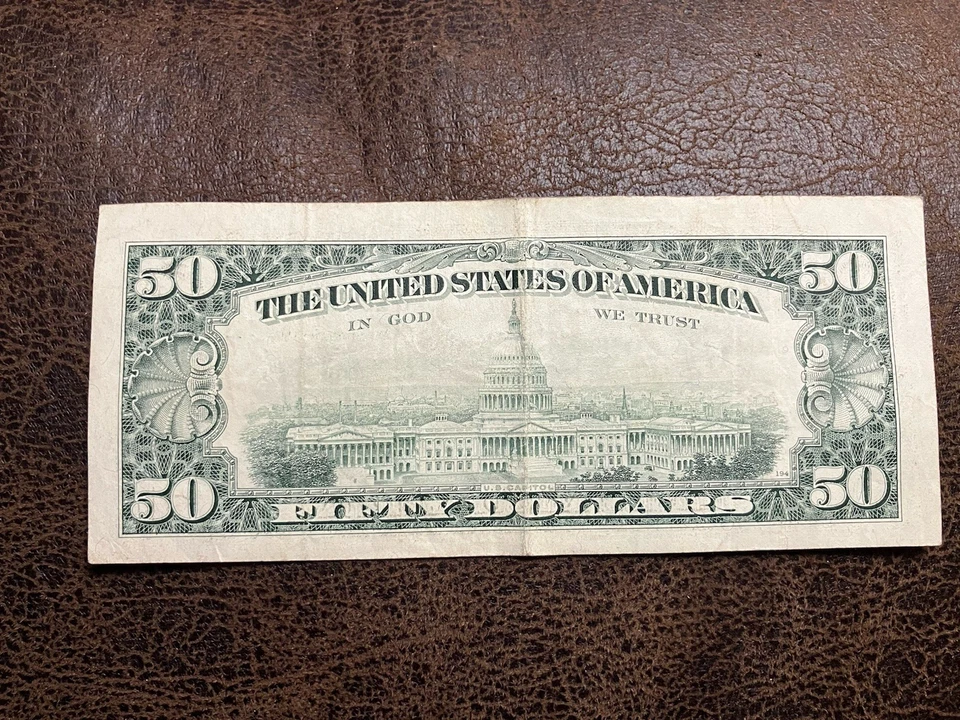 50 50
THE UNITED STATES OF AMERICA
IN GOD WE TRUST
U.S. CAPITOL
50 50
FIFTY DOLLARS